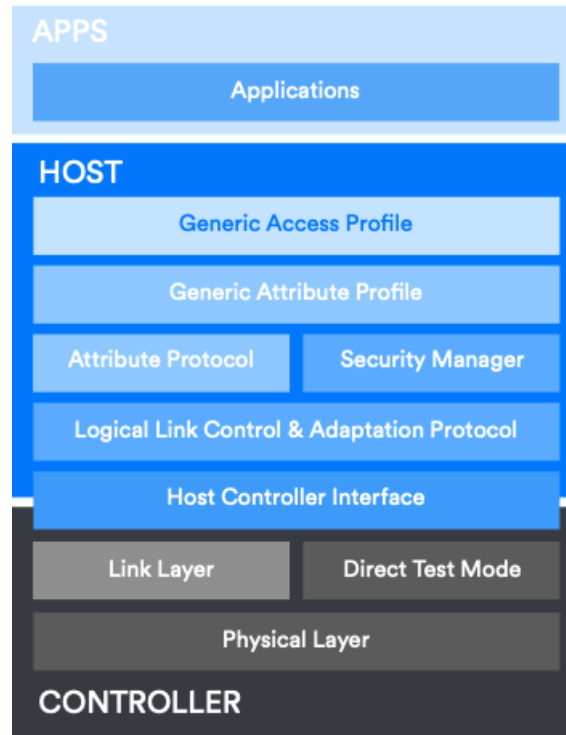 APPS
Applications
HOST
Generic Access Profile
Generic Attribute Profile
Attribute Protocol
Security Manager
Logical Link Control & Adaptation Protocol
Host Controller Interface
Link Layer
Direct Test Mode
Physical Layer
CONTROLLER